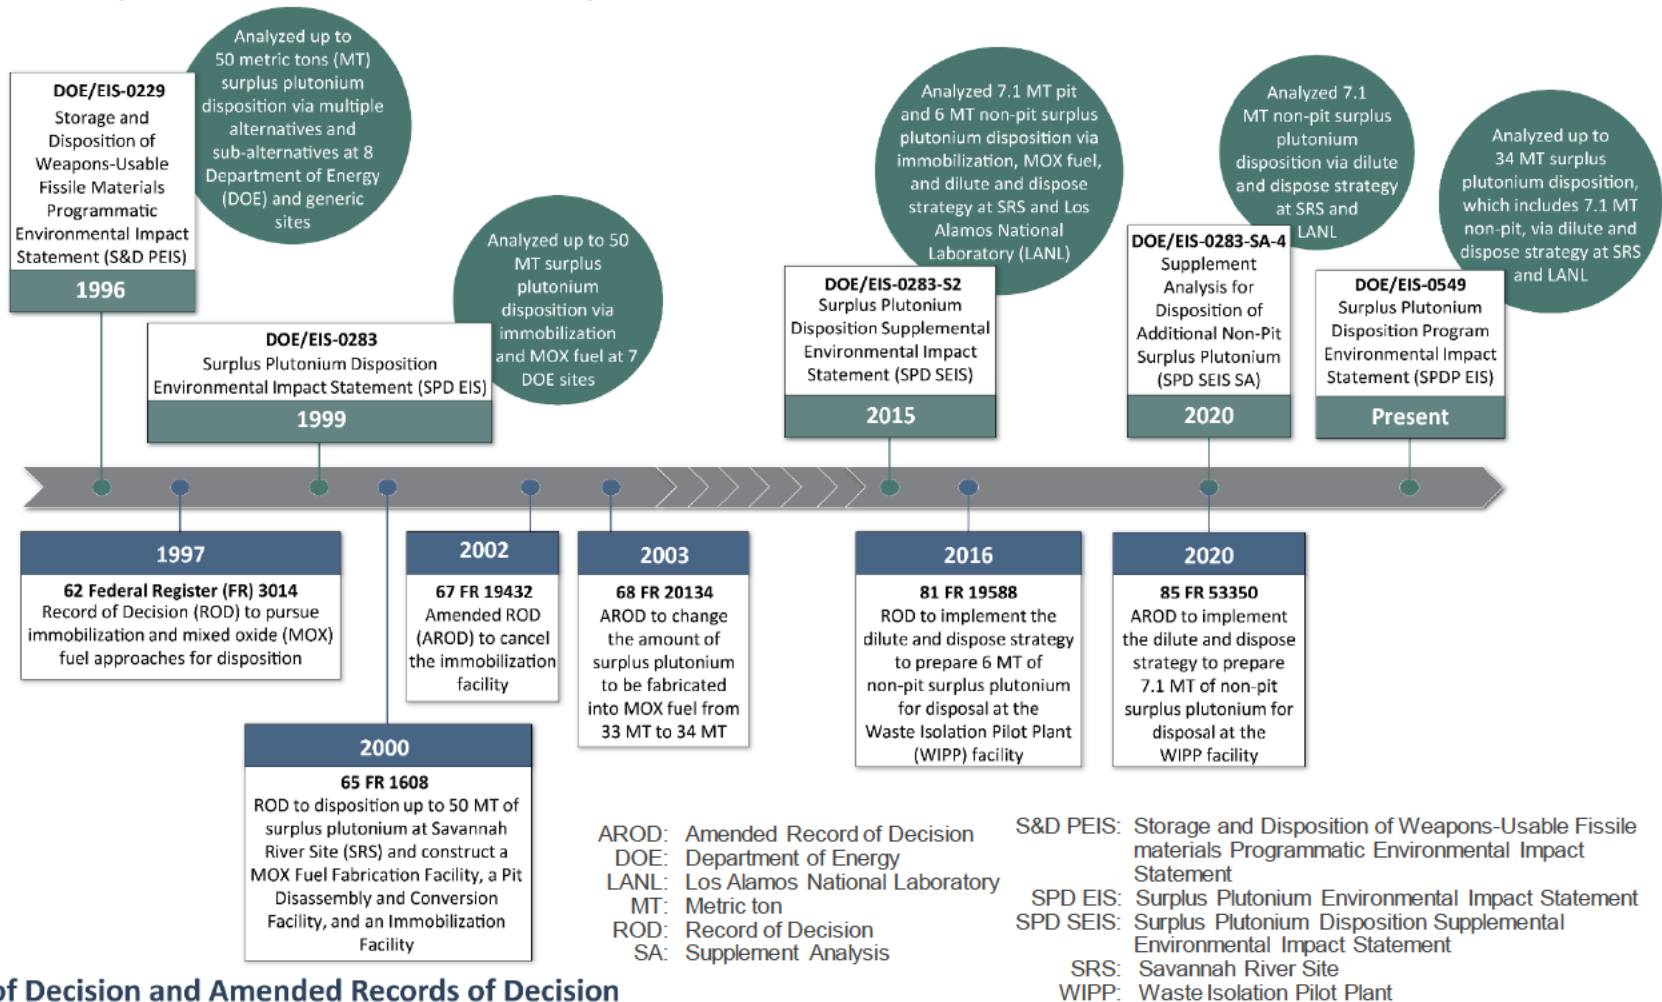 DOE/EIS-0229
Storage and
Disposition of
Weapons-Usable
Fissile Materials
Programmatic
Environmental Impact
Statement (S&D PEIS)
1996
Analyzed up to
50 metric tons (MT)
surplus plutonium
disposition via multiple
alternatives and
sub-alternatives at 8
Department of Energy
(DOE) and generic
sites
DOE/EIS-0283
Surplus Plutonium Disposition
Environmental Impact Statement (SPD EIS)
1999
Analyzed up to 50
MT surplus
plutonium
disposition via
immobilization
and MOX fuel at 7
DOE sites
DOE/EIS-0283-S2
Surplus Plutonium
Disposition Supplemental
Environmental Impact
Statement (SPD SEIS)
2015
Analyzed 7.1 MT pit
and 6 MT non-pit surplus
plutonium disposition via
immobilization, MOX fuel,
and dilute and dispose
strategy at SRS and Los
Alamos National
Laboratory (LANL)
DOE/EIS-0283-SA-4
Supplement
Analysis for
Disposition of
Additional Non-Pit
Surplus Plutonium
(SPD SEIS SA)
2020
Analyzed 7.1
MT non-pit surplus
plutonium
disposition via dilute
and dispose strategy
at SRS and
LANL
DOE/EIS-0549
Surplus Plutonium
Disposition Program
Environmental Impact
Statement (SPDP EIS)
Present
Analyzed up to
34 MT surplus
plutonium disposition,
which includes 7.1 MT
non-pit, via dilute and
dispose strategy at SRS
and LANL
1997
62 Federal Register (FR) 3014
Record of Decision (ROD) to pursue
immobilization and mixed oxide (MOX)
fuel approaches for disposition
2000
65 FR 1608
ROD to disposition up to 50 MT of
surplus plutonium at Savannah
River Site (SRS) and construct a
MOX Fuel Fabrication Facility, a Pit
Disassembly and Conversion
Facility, and an Immobilization
Facility
2002
67 FR 19432
Amended ROD
(AROD) to cancel
the immobilization
facility
2003
68 FR 20134
AROD to change
the amount of
surplus plutonium
to be fabricated
into MOX fuel from
33 MT to 34 MT
2016
81 FR 19588
ROD to implement the
dilute and dispose strategy
to prepare 6 MT of
non-pit surplus plutonium
for disposal at the
Waste Isolation Pilot Plant
(WIPP) facility
2020
85 FR 53350
AROD to implement
the dilute and dispose
strategy to prepare
7.1 MT of non-pit
surplus plutonium for
disposal at the
WIPP facility
AROD: Amended Record of Decision
DOE: Department of Energy
LANL: Los Alamos National Laboratory
MT: Metric ton
ROD: Record of Decision
SA: Supplement Analysis
S&D PEIS: Storage and Disposition of Weapons-Usable Fissile
materials Programmatic Environmental Impact
Statement
SPD EIS: Surplus Plutonium Environmental Impact Statement
SPD SEIS: Surplus Plutonium Disposition Supplemental
Environmental Impact Statement
SRS: Savannah River Site
WIPP: Waste Isolation Pilot Plant
of Decision and Amended Records of Decision